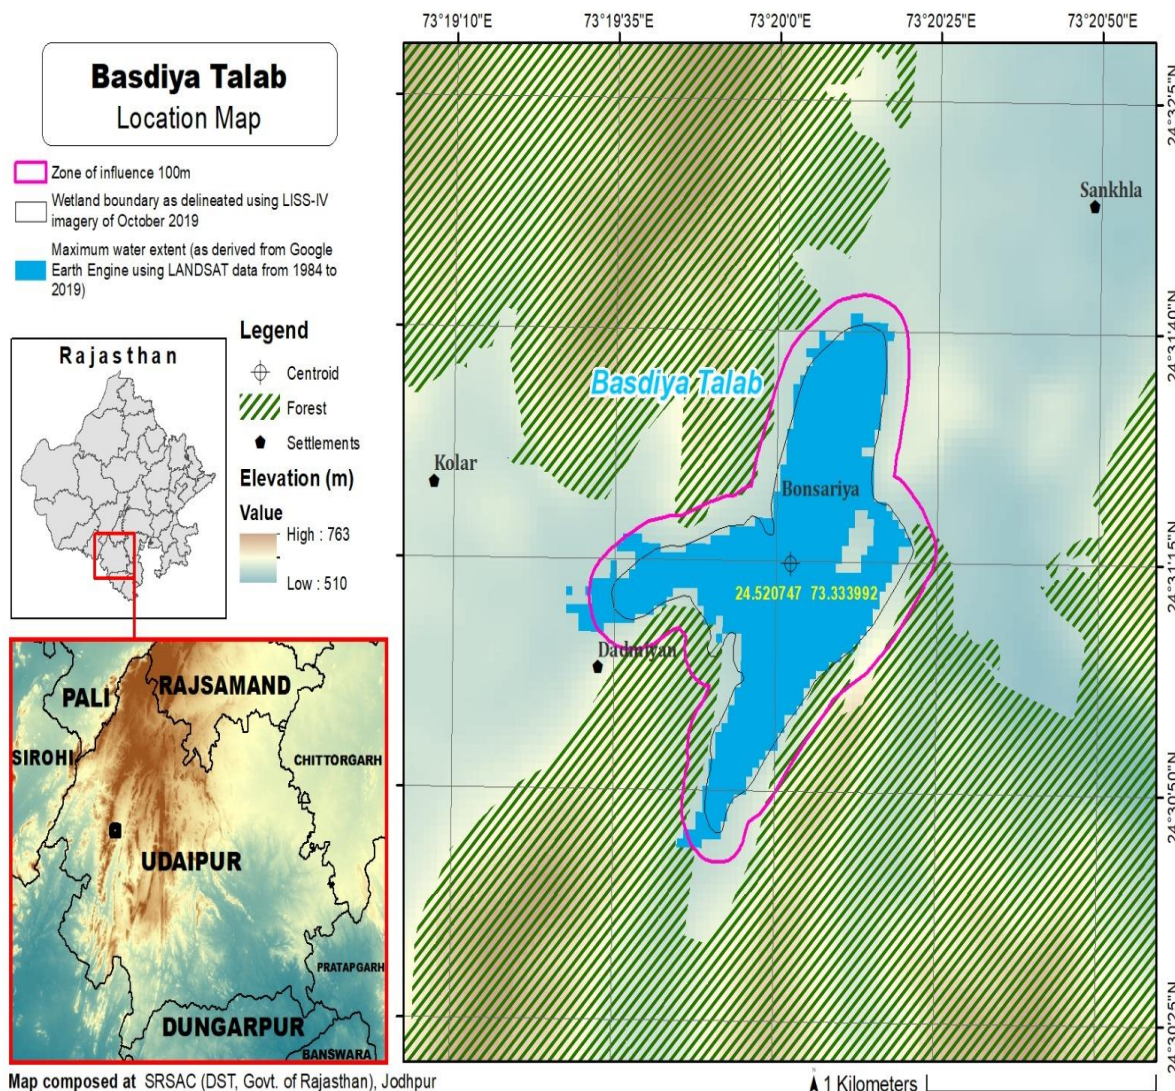 Basdiya Talab
Location Map
Zone of influence 100m
Wetland boundary as delineated using LISS-IV
imagery of October 2019
Maximum water extent (as derived from Google
Earth Engine using LANDSAT data from 1984 to
2019)
Legend
Centroid
Forest
Settlements
Elevation (m)
Value
High : 763
Low : 510
Rajasthan
PALI
RAJSAMAND
SIROHI
CHITTORGARH
UDAIPUR
PRATAPGARH
DUNGARPUR
BANSWARA
Map composed at SRSAC (DST, Govt. of Rajasthan), Jodhpur
73°19'10"E
73°19'35"E
73°20'0"E
73°20'25"E
73°20'50"E
24°32'5"N
24°31'40"N
24°31'15"N
24°30'50"N
24°30'25"N
Sankhla
Basdiya Talab
Kolar
Bonsariya
24.520747 73.333992
1 Kilometers